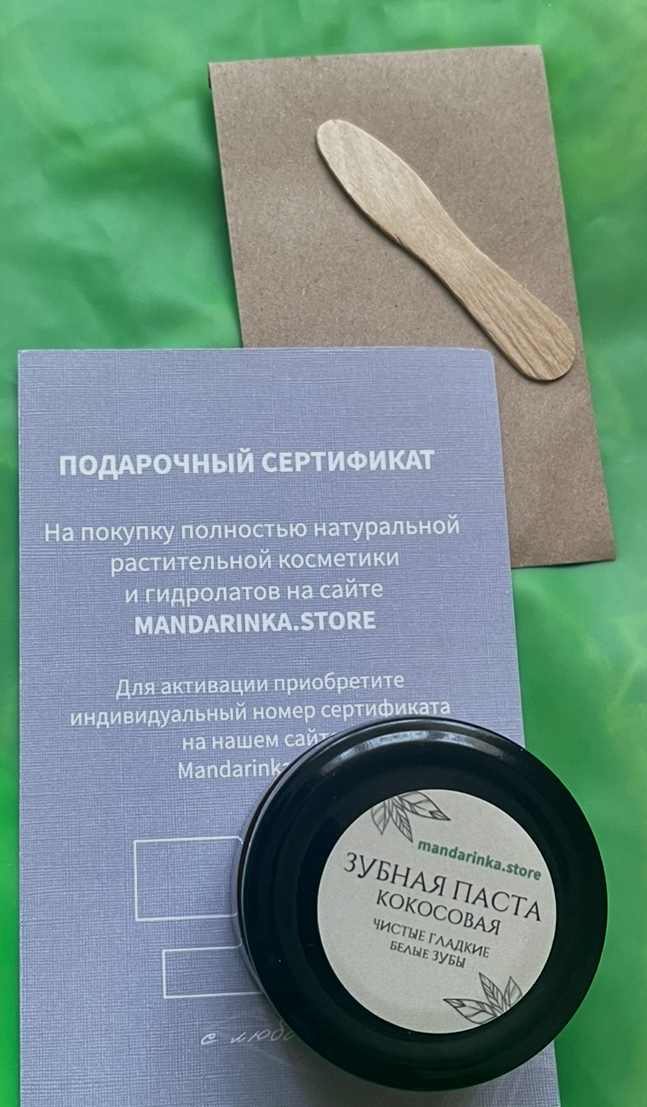 ПОДАРОЧНЫЙ СЕРТИФИКАТ
На покупку полностью натуральной
растительной косметики
и гидролатов на сайте
MANDARINKA.STORE
Для активации приобретите
индивидуальный номер сертификата
на нашем
с
mandarinka.store
ЗУБНАЯ ПАСТА
КОКОСОВАЯ
ЧИСТЫЕ ГЛАДКИЕ
БЕЛЫЕ ЗУБЫ